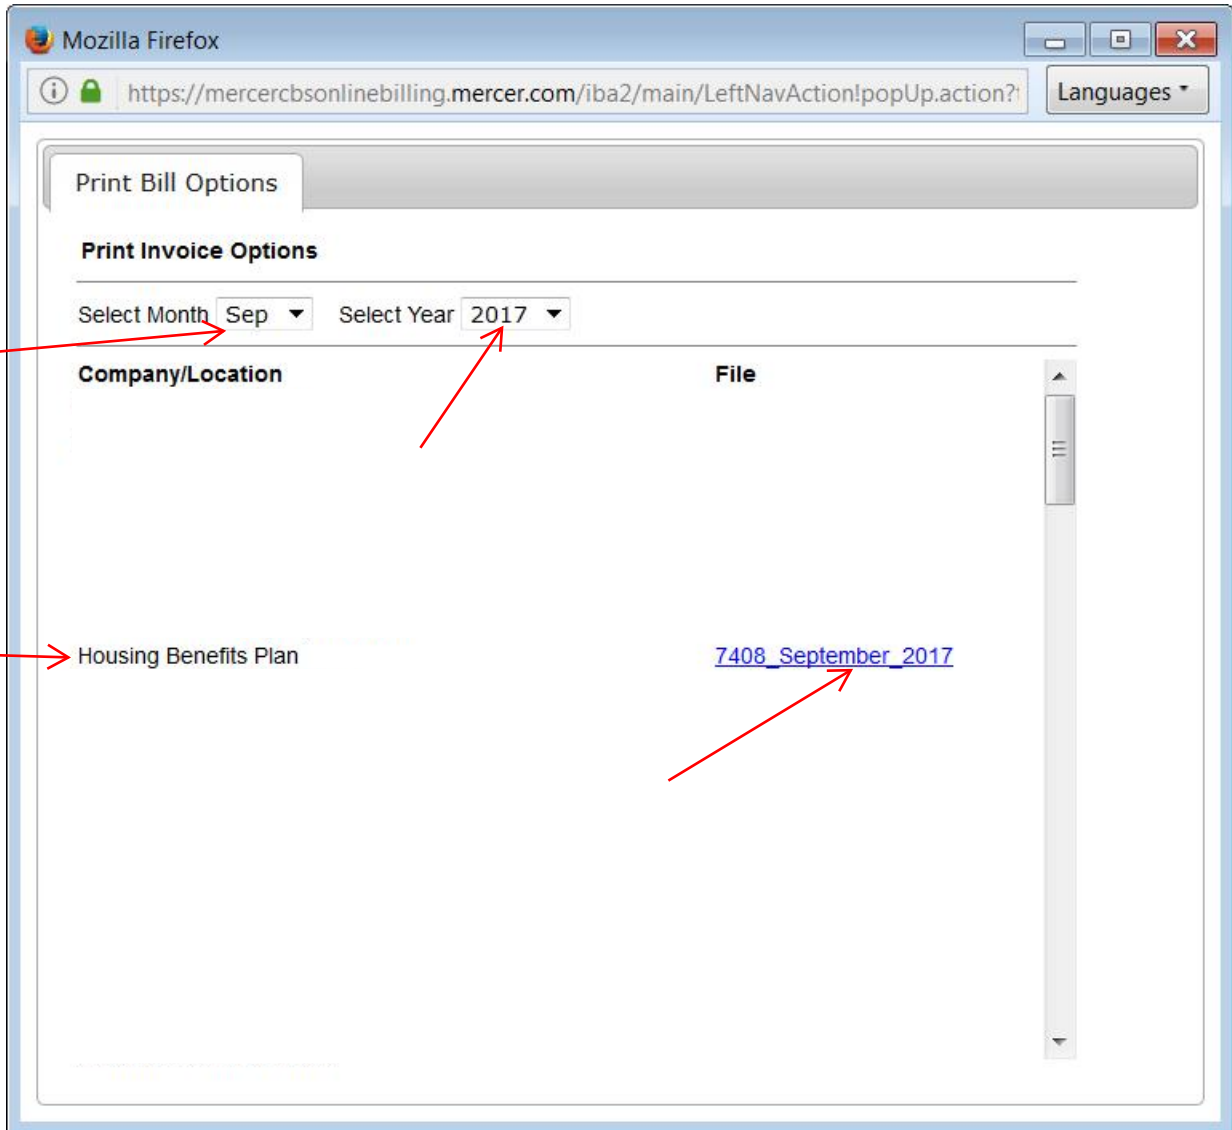 Mozilla Firefox
https://mercercbsonlinebilling.mercer.com/iba2/main/LeftNavAction!popUp.action?
Languages
Print Bill Options
Print Invoice Options
Select Month Sep Select Year 2017
Company/Location File
Housing Benefits Plan 7408_September_2017